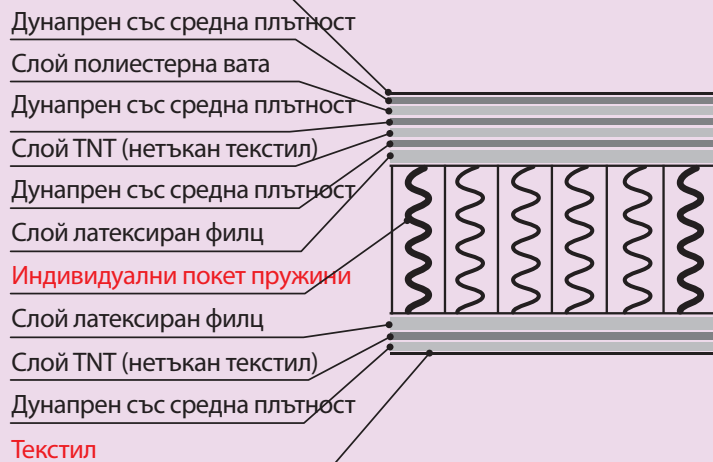 Дунапрен със средна плътност
Слой полиестерна вата
Дунапрен със средна плътност
Слой TNT (нетъкан текстил)
Дунапрен със средна плътност
Слой латексиран филц
Индивидуални покет пружини
Слой латексиран филц
Слой TNT (нетъкан текстил)
Дунапрен със средна плътност
Текстил